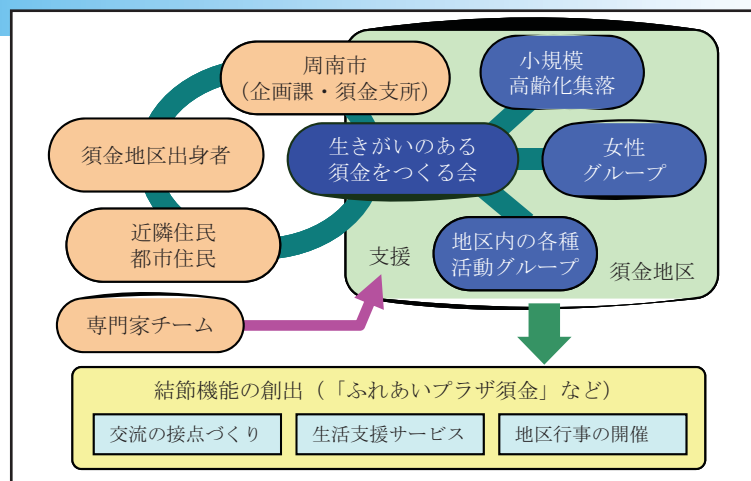 周南市
（企画課・須金支所）
小規模
高齢化集落
須金地区出身者
生きがいのある
須金をつくる会
女性
グループ
近隣住民
都市住民
支援
地区内の各種
活動グループ
須金地区
専門家チーム
結節機能の創出（「ふれあいプラザ須金」など）
交流の接点づくり
生活支援サービス
地区行事の開催